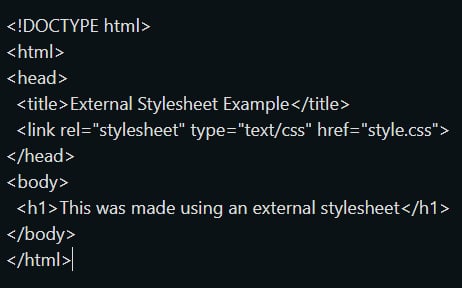 <!DOCTYPE html>
<html>
<head>
  <title>External Stylesheet Example</title>
  <link rel="stylesheet" type="text/css" href="style.css">
</head>
<body>
  <h1>This was made using an external stylesheet</h1>
</body>
</html>